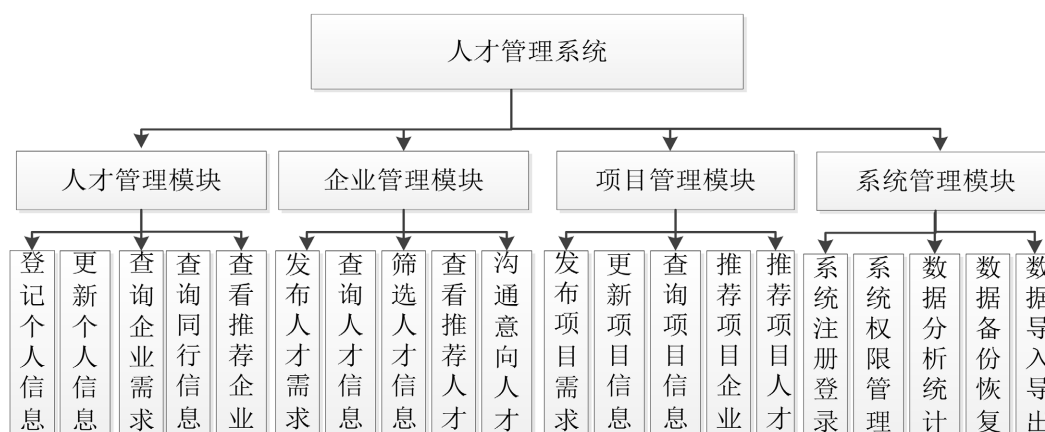 人才管理系统
人才管理模块
企业管理模块
项目管理模块
系统管理模块
登记个人信息
更新个人信息
查询企业需求
查询同行信息
查看推荐企业
发布人才需求
查询人才信息
筛选人才信息
查看推荐人才
沟通意向人才
发布项目需求
更新项目信息
查询项目信息
推荐项目企业
推荐项目人才
系统注册登录
系统权限管理
数据分析统计
数据备份恢复
数据导入导出